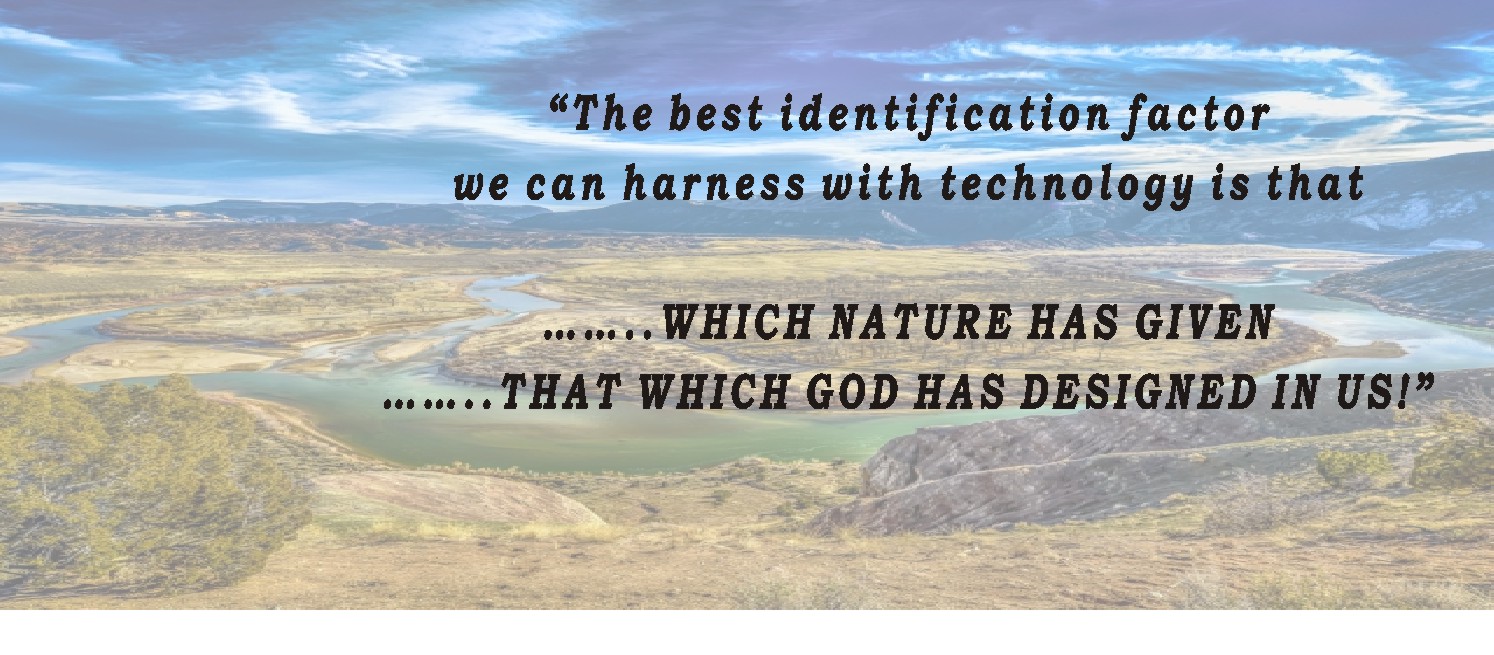 “The best identification factor
we can harness with technology is that
……..WHICH NATURE HAS GIVEN
……..THAT WHICH GOD HAS DESIGNED IN US!”